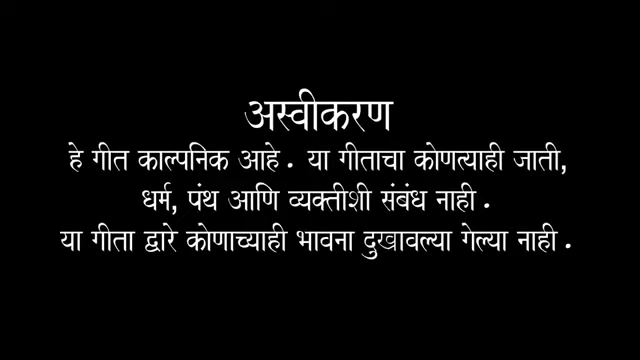 अस्वीकरण
हे गीत काल्पनिक आहे. या गीताचा कोणत्याही जाती,
धर्म, पंथ आणि व्यक्तीशी संबंध नाही.
या गीता द्वारे कोणाच्याही भावना दुखावल्या गेल्या नाही.